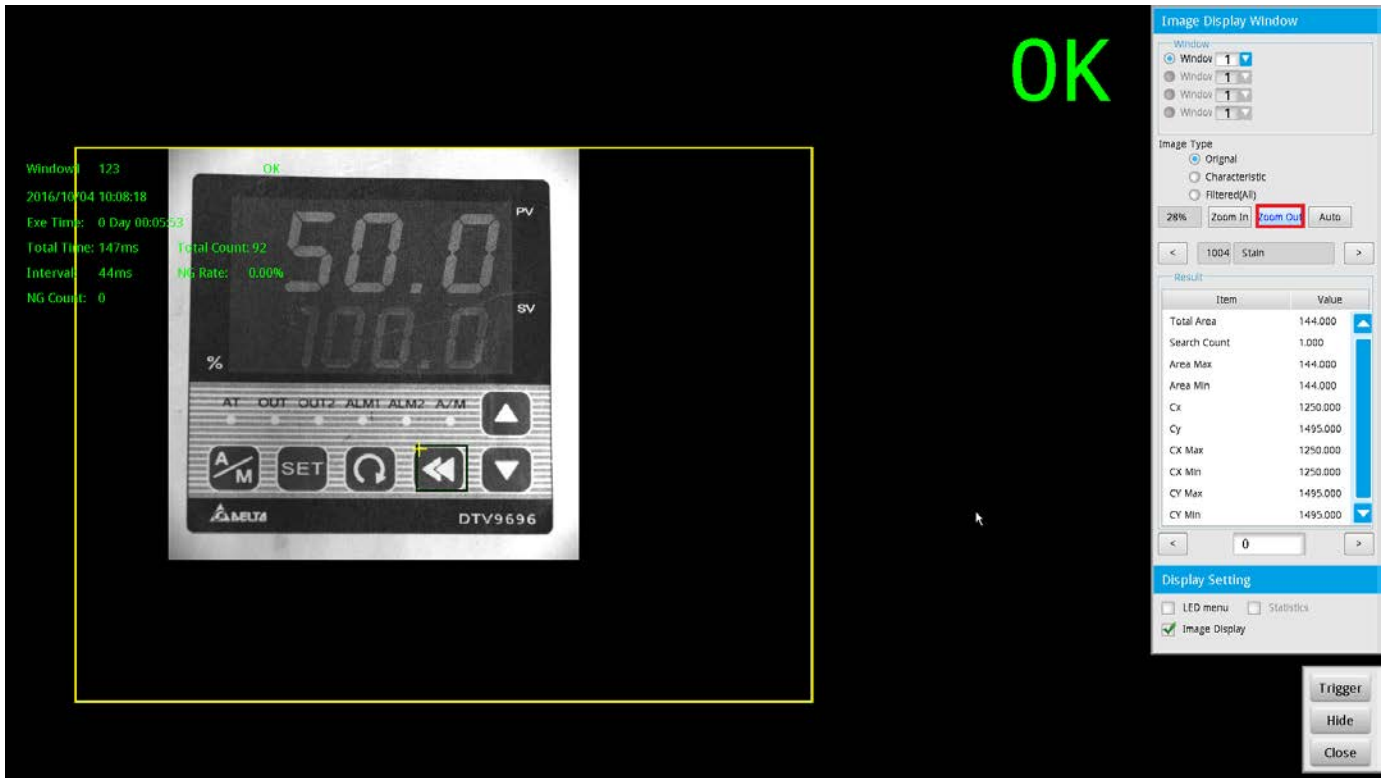 OK
Image Display Window
Window
Window 1
Window 1
Window 1
Window 1
Image Type
Orignal
Characteristic
Filtered(All)
28% Zoom In Zoom Out Auto
< 1004 Stain >
Result
Item Value
Total Area 144.000
Search Count 1.000
Area Max 144.000
Area Min 144.000
Cx 1250.000
Cy 1495.000
CX Max 1250.000
CX Min 1250.000
CY Max 1495.000
CY Min 1495.000
< 0 >
Display Setting
LED menu Statistics
Image Display
Trigger
Hide
Close
Window1 123 OK
2016/10/04 10:08:18
Exe Time: 0 Day 00:05:53
Total Time: 147ms Total Count: 92
Interval: 44ms NG Rate: 0.00%
NG Count: 0
50.0 PV
100.0 SV
%
AT OUT OUT2 ALM1 ALM2 A/M
A/M SET
DELTA DTV9696